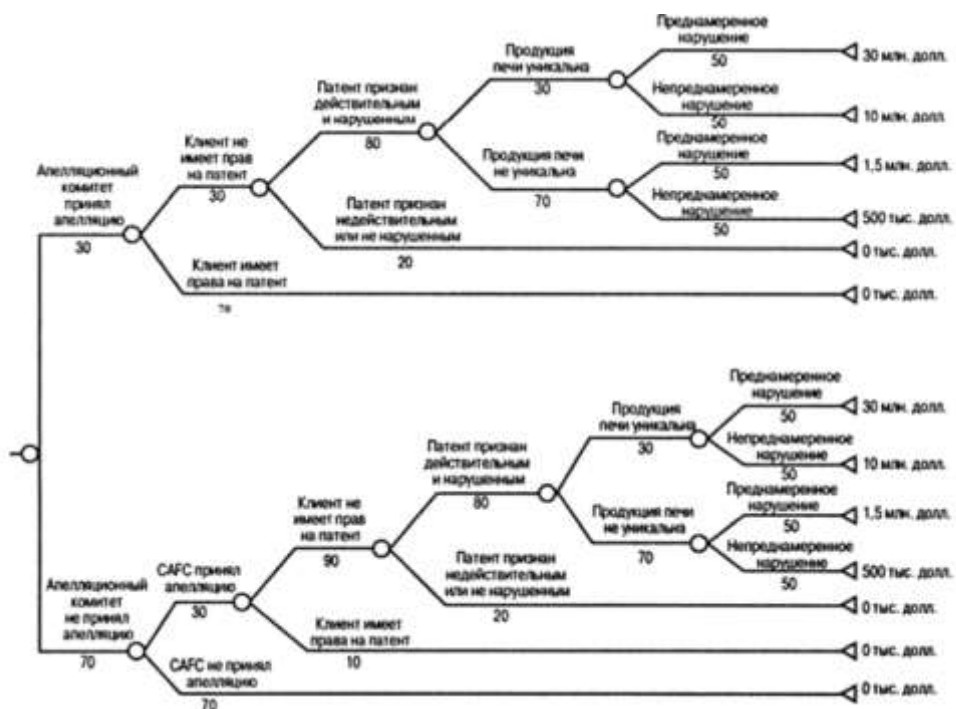 Преднамеренное
нарушение
50
30 млн. долл.
Продукция
печи уникальна
30
Непреднамеренное
нарушение
50
10 млн. долл.
Патент признан
действительным
и нарушенным
80
Преднамеренное
нарушение
50
1,5 млн. долл.
Продукция печи
не уникальна
70
Непреднамеренное
нарушение
50
500 тыс. долл.
Клиент не
имеет прав
на патент
30
Патент признан
недействительным
или не нарушенным
20
0 тыс. долл.
Апелляционный
комитет
принял
апелляцию
30
Клиент имеет
права на патент
0 тыс. долл.
Преднамеренное
нарушение
50
30 млн. долл.
Продукция
печи уникальна
30
Непреднамеренное
нарушение
50
10 млн. долл.
Патент признан
действительным
и нарушенным
80
Преднамеренное
нарушение
50
1,5 млн. долл.
Продукция печи
не уникальна
70
Непреднамеренное
нарушение
50
500 тыс. долл.
Клиент не
имеет прав
на патент
90
Патент признан
недействительным
или не нарушенным
20
0 тыс. долл.
Апелляционный
комитет
не принял
апелляцию
70
CAFC принял
апелляцию
30
Клиент имеет
права на патент
10
0 тыс. долл.
CAFC не принял
апелляцию
70
0 тыс. долл.